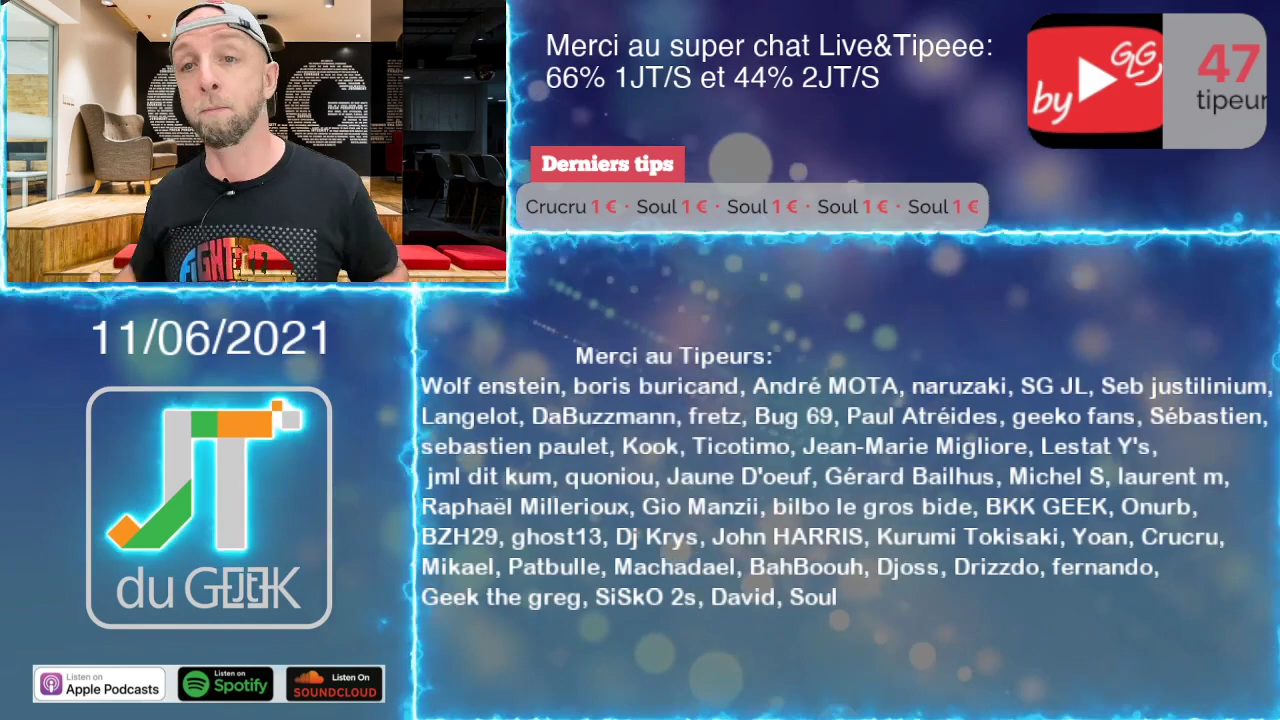 Merci au super chat Live&Tipeee:
66% 1JT/S et 44% 2JT/S
by GLG
47
tipeur
Derniers tips
Crucru 1 € · Soul 1 € · Soul 1 € · Soul 1 € · Soul 1 €
11/06/2021
JT
du GEEK
Listen on
Apple Podcasts
Listen on
Spotify
Listen On
SOUNDCLOUD
Merci au Tipeurs:
Wolf enstein, boris buricand, André MOTA, naruzaki, SG JL, Seb justilinium,
Langelot, DaBuzzmann, fretz, Bug 69, Paul Atréides, geeko fans, Sébastien,
sebastien paulet, Kook, Ticotimo, Jean-Marie Migliore, Lestat Y's,
jml dit kum, quoniou, Jaune D'oeuf, Gérard Bailhus, Michel S, laurent m,
Raphaël Millerioux, Gio Manzii, bilbo le gros bide, BKK GEEK, Onurb,
BZH29, ghost13, Dj Krys, John HARRIS, Kurumi Tokisaki, Yoan, Crucru,
Mikael, Patbulle, Machadael, BahBoouh, Djoss, Drizzdo, fernando,
Geek the greg, SiSkO 2s, David, Soul